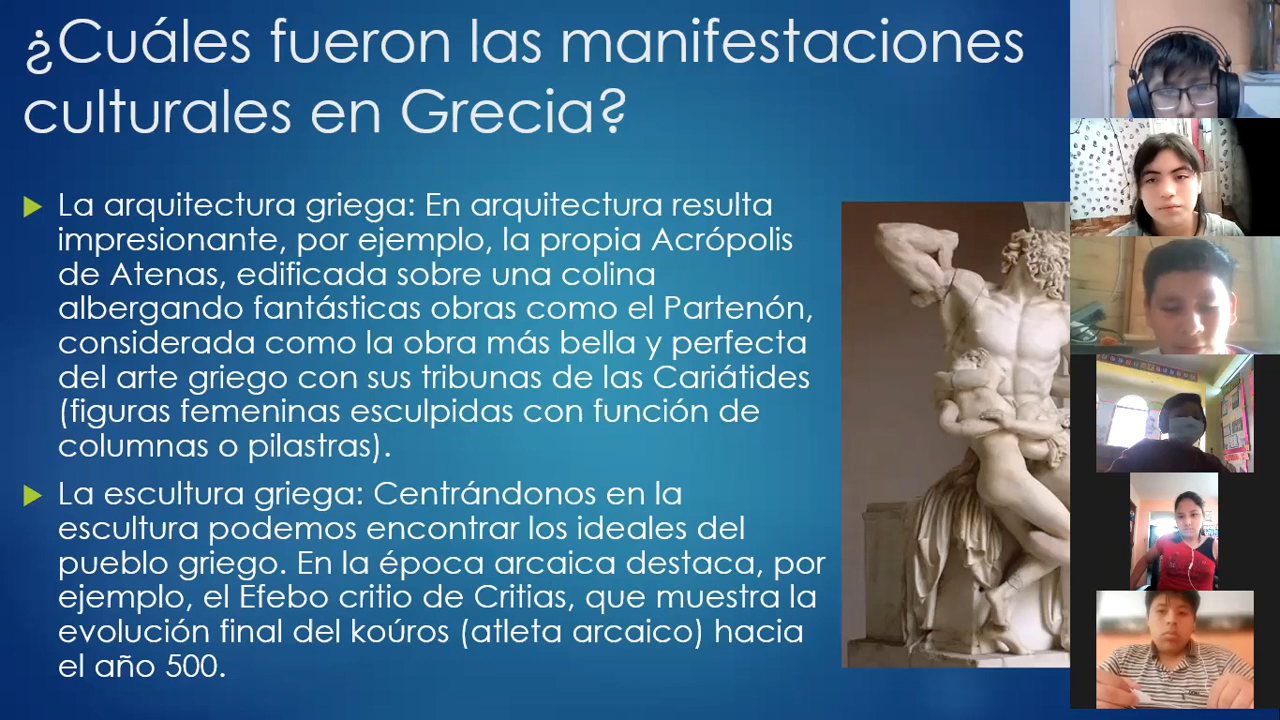 ¿Cuáles fueron las manifestaciones
culturales en Grecia?
La arquitectura griega: En arquitectura resulta
impresionante, por ejemplo, la propia Acrópolis
de Atenas, edificada sobre una colina
albergando fantásticas obras como el Partenón,
considerada como la obra más bella y perfecta
del arte griego con sus tribunas de las Cariátides
(figuras femeninas esculpidas con función de
columnas o pilastras).
La escultura griega: Centrándonos en la
escultura podemos encontrar los ideales del
pueblo griego. En la época arcaica destaca, por
ejemplo, el Efebo critio de Critias, que muestra la
evolución final del koúros (atleta arcaico) hacia
el año 500.